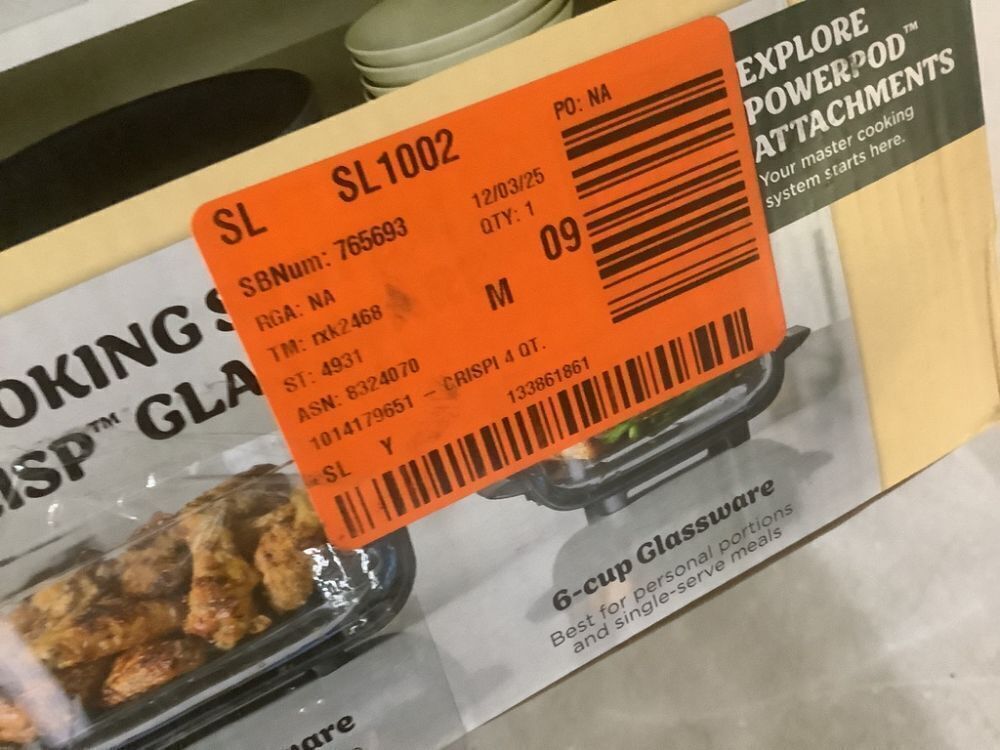 EXPLORE
POWERPOD™
ATTACHMENTS
Your master cooking
system starts here.
SL SL1002 PO: NA
SBNum: 765693 12/03/25
RGA: NA QTY: 1
TM: rxk2468 M 09
ST: 4931
ASN: 8324070
1014179651 - CRISPI 4 QT.
SL Y 133861861
OKING S
ISP™ GLA
6-cup Glassware
Best for personal portions
and single-serve meals
are